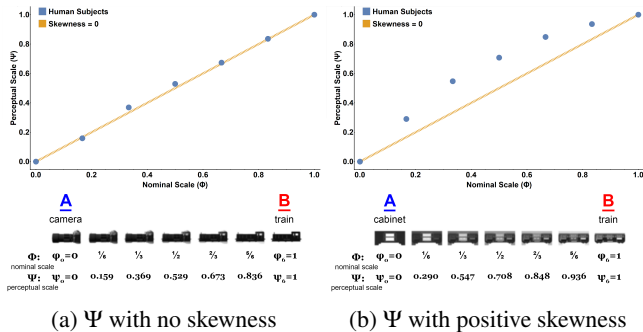 Human Subjects
Skewness = 0
Perceptual Scale (Ψ)
1.0
0.8
0.6
0.4
0.2
0.0
0.0 0.2 0.4 0.6 0.8 1.0
Nominal Scale (Φ)
A B
camera train
Φ: φ₀=0 ⅙ ⅓ ½ ⅔ ⅚ φ₆=1
nominal scale
Ψ: ψ₀=0 0.159 0.369 0.529 0.673 0.836 ψ₆=1
perceptual scale
(a) Ψ with no skewness
Human Subjects
Skewness = 0
Perceptual Scale (Ψ)
1.0
0.8
0.6
0.4
0.2
0.0
0.0 0.2 0.4 0.6 0.8 1.0
Nominal Scale (Φ)
A B
cabinet train
Φ: φ₀=0 ⅙ ⅓ ½ ⅔ ⅚ φ₆=1
nominal scale
Ψ: ψ₀=0 0.290 0.547 0.708 0.848 0.936 ψ₆=1
perceptual scale
(b) Ψ with positive skewness